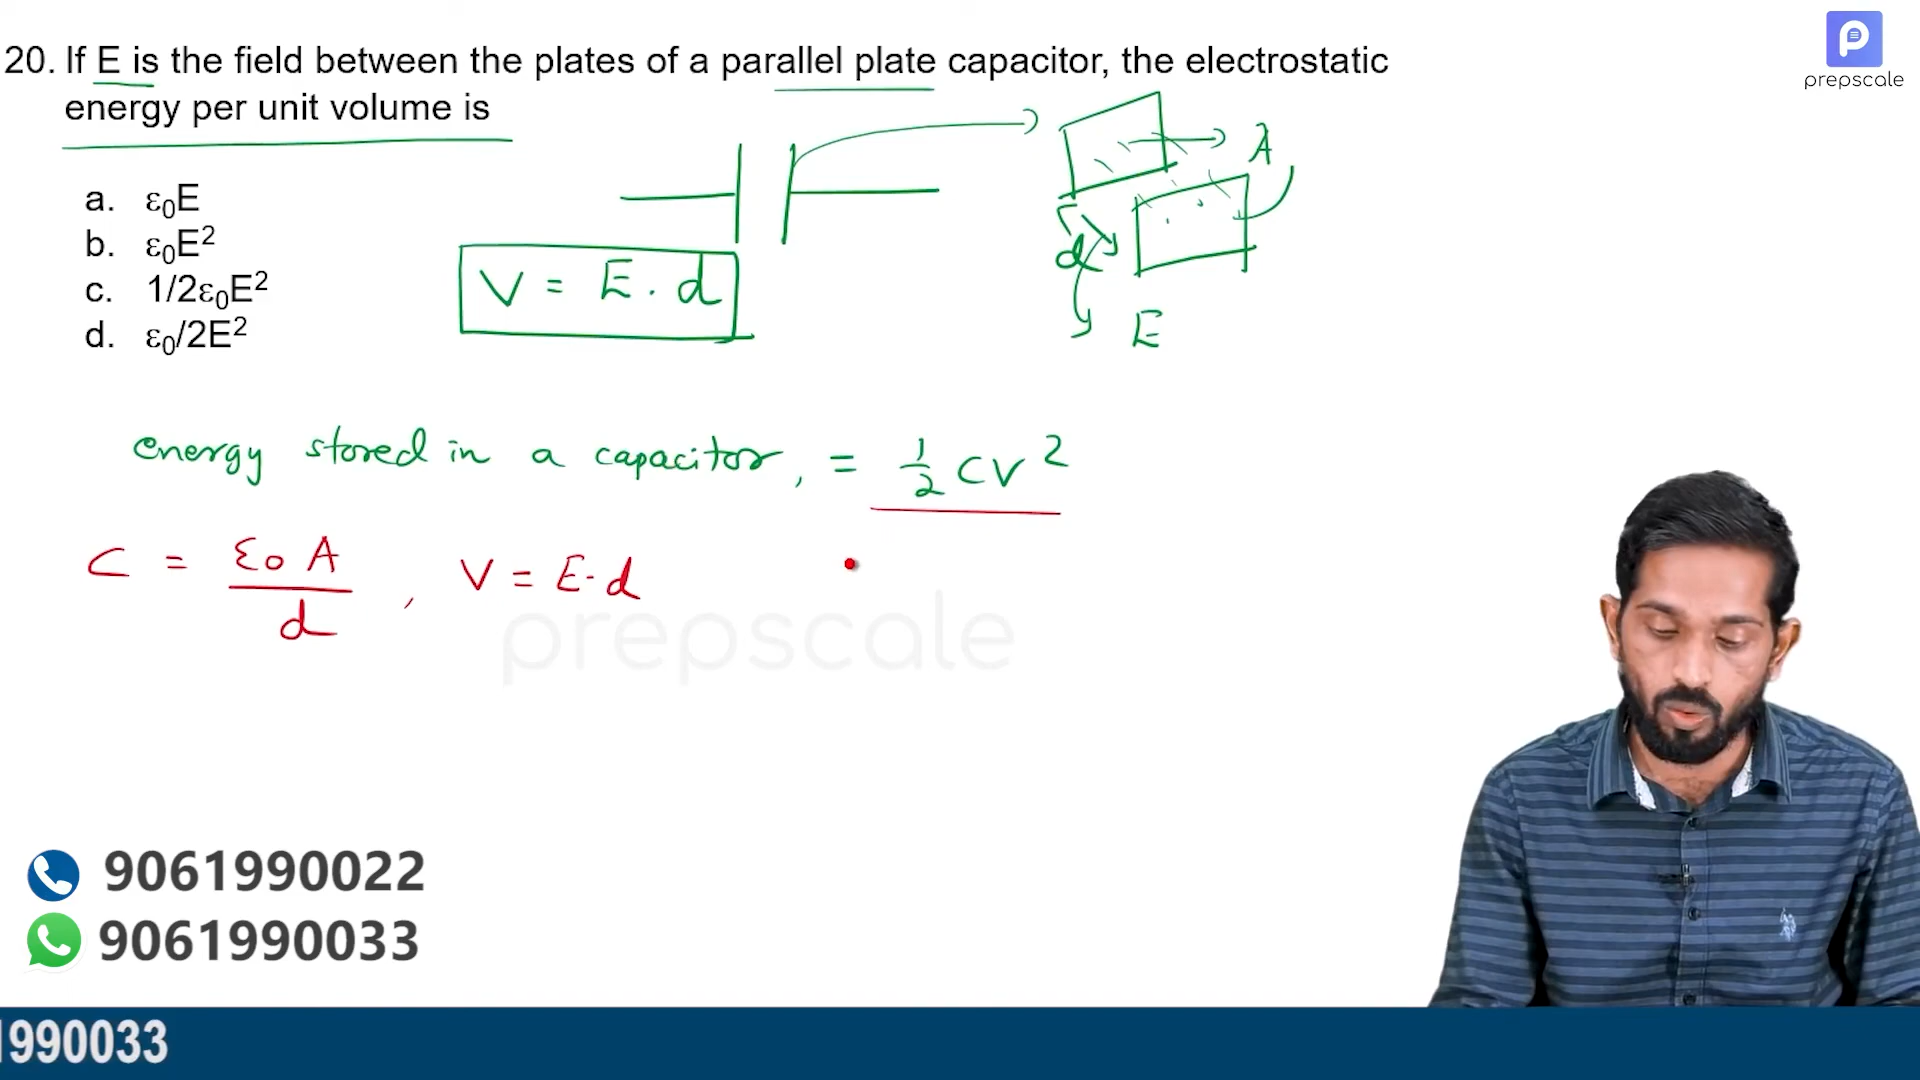 20. If E is the field between the plates of a parallel plate capacitor, the electrostatic
energy per unit volume is
a. ε₀E
b. ε₀E²
c. 1/2ε₀E²
d. ε₀/2E²
V = E . d
A
d
E
energy stored in a capacitor, = 1/2 CV²
C = ε₀ A / d , V = E·d
prepscale
prepscale
9061990022
9061990033
1990033